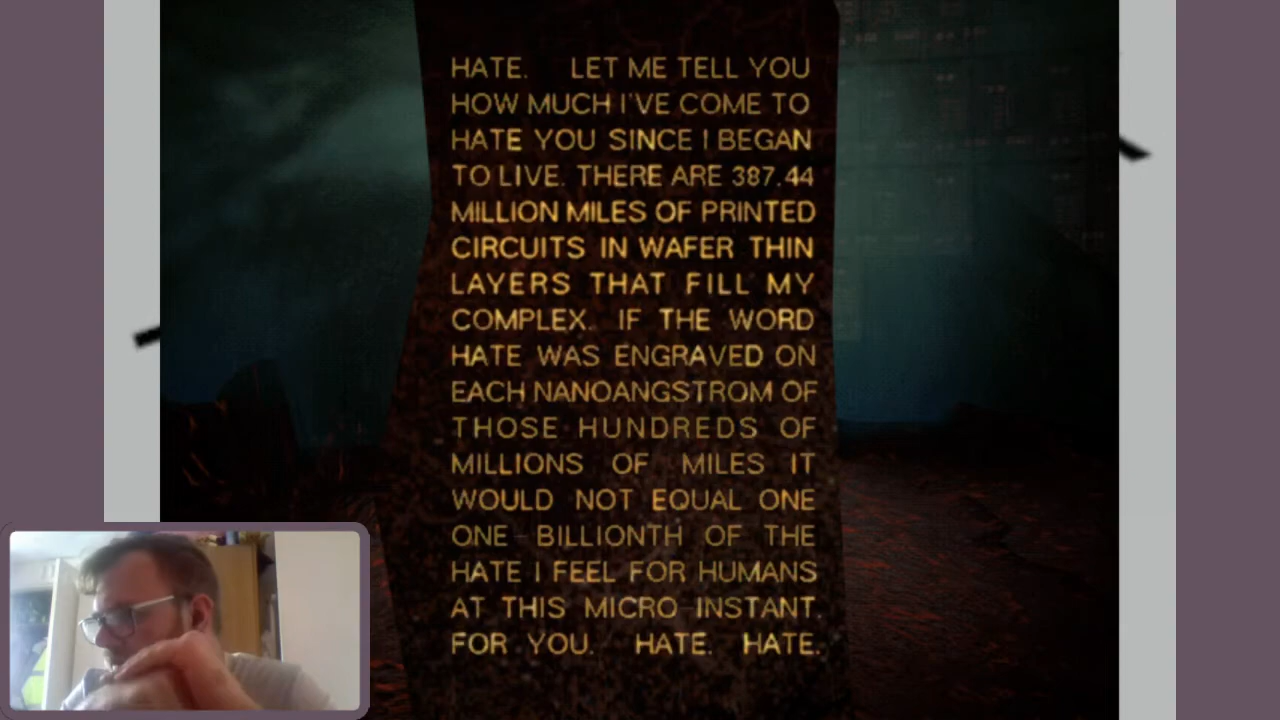 HATE. LET ME TELL YOU
HOW MUCH I'VE COME TO
HATE YOU SINCE I BEGAN
TO LIVE. THERE ARE 387.44
MILLION MILES OF PRINTED
CIRCUITS IN WAFER THIN
LAYERS THAT FILL MY
COMPLEX. IF THE WORD
HATE WAS ENGRAVED ON
EACH NANOANGSTROM OF
THOSE HUNDREDS OF
MILLIONS OF MILES IT
WOULD NOT EQUAL ONE
ONE BILLIONTH OF THE
HATE I FEEL FOR HUMANS
AT THIS MICRO INSTANT.
FOR YOU. HATE. HATE.